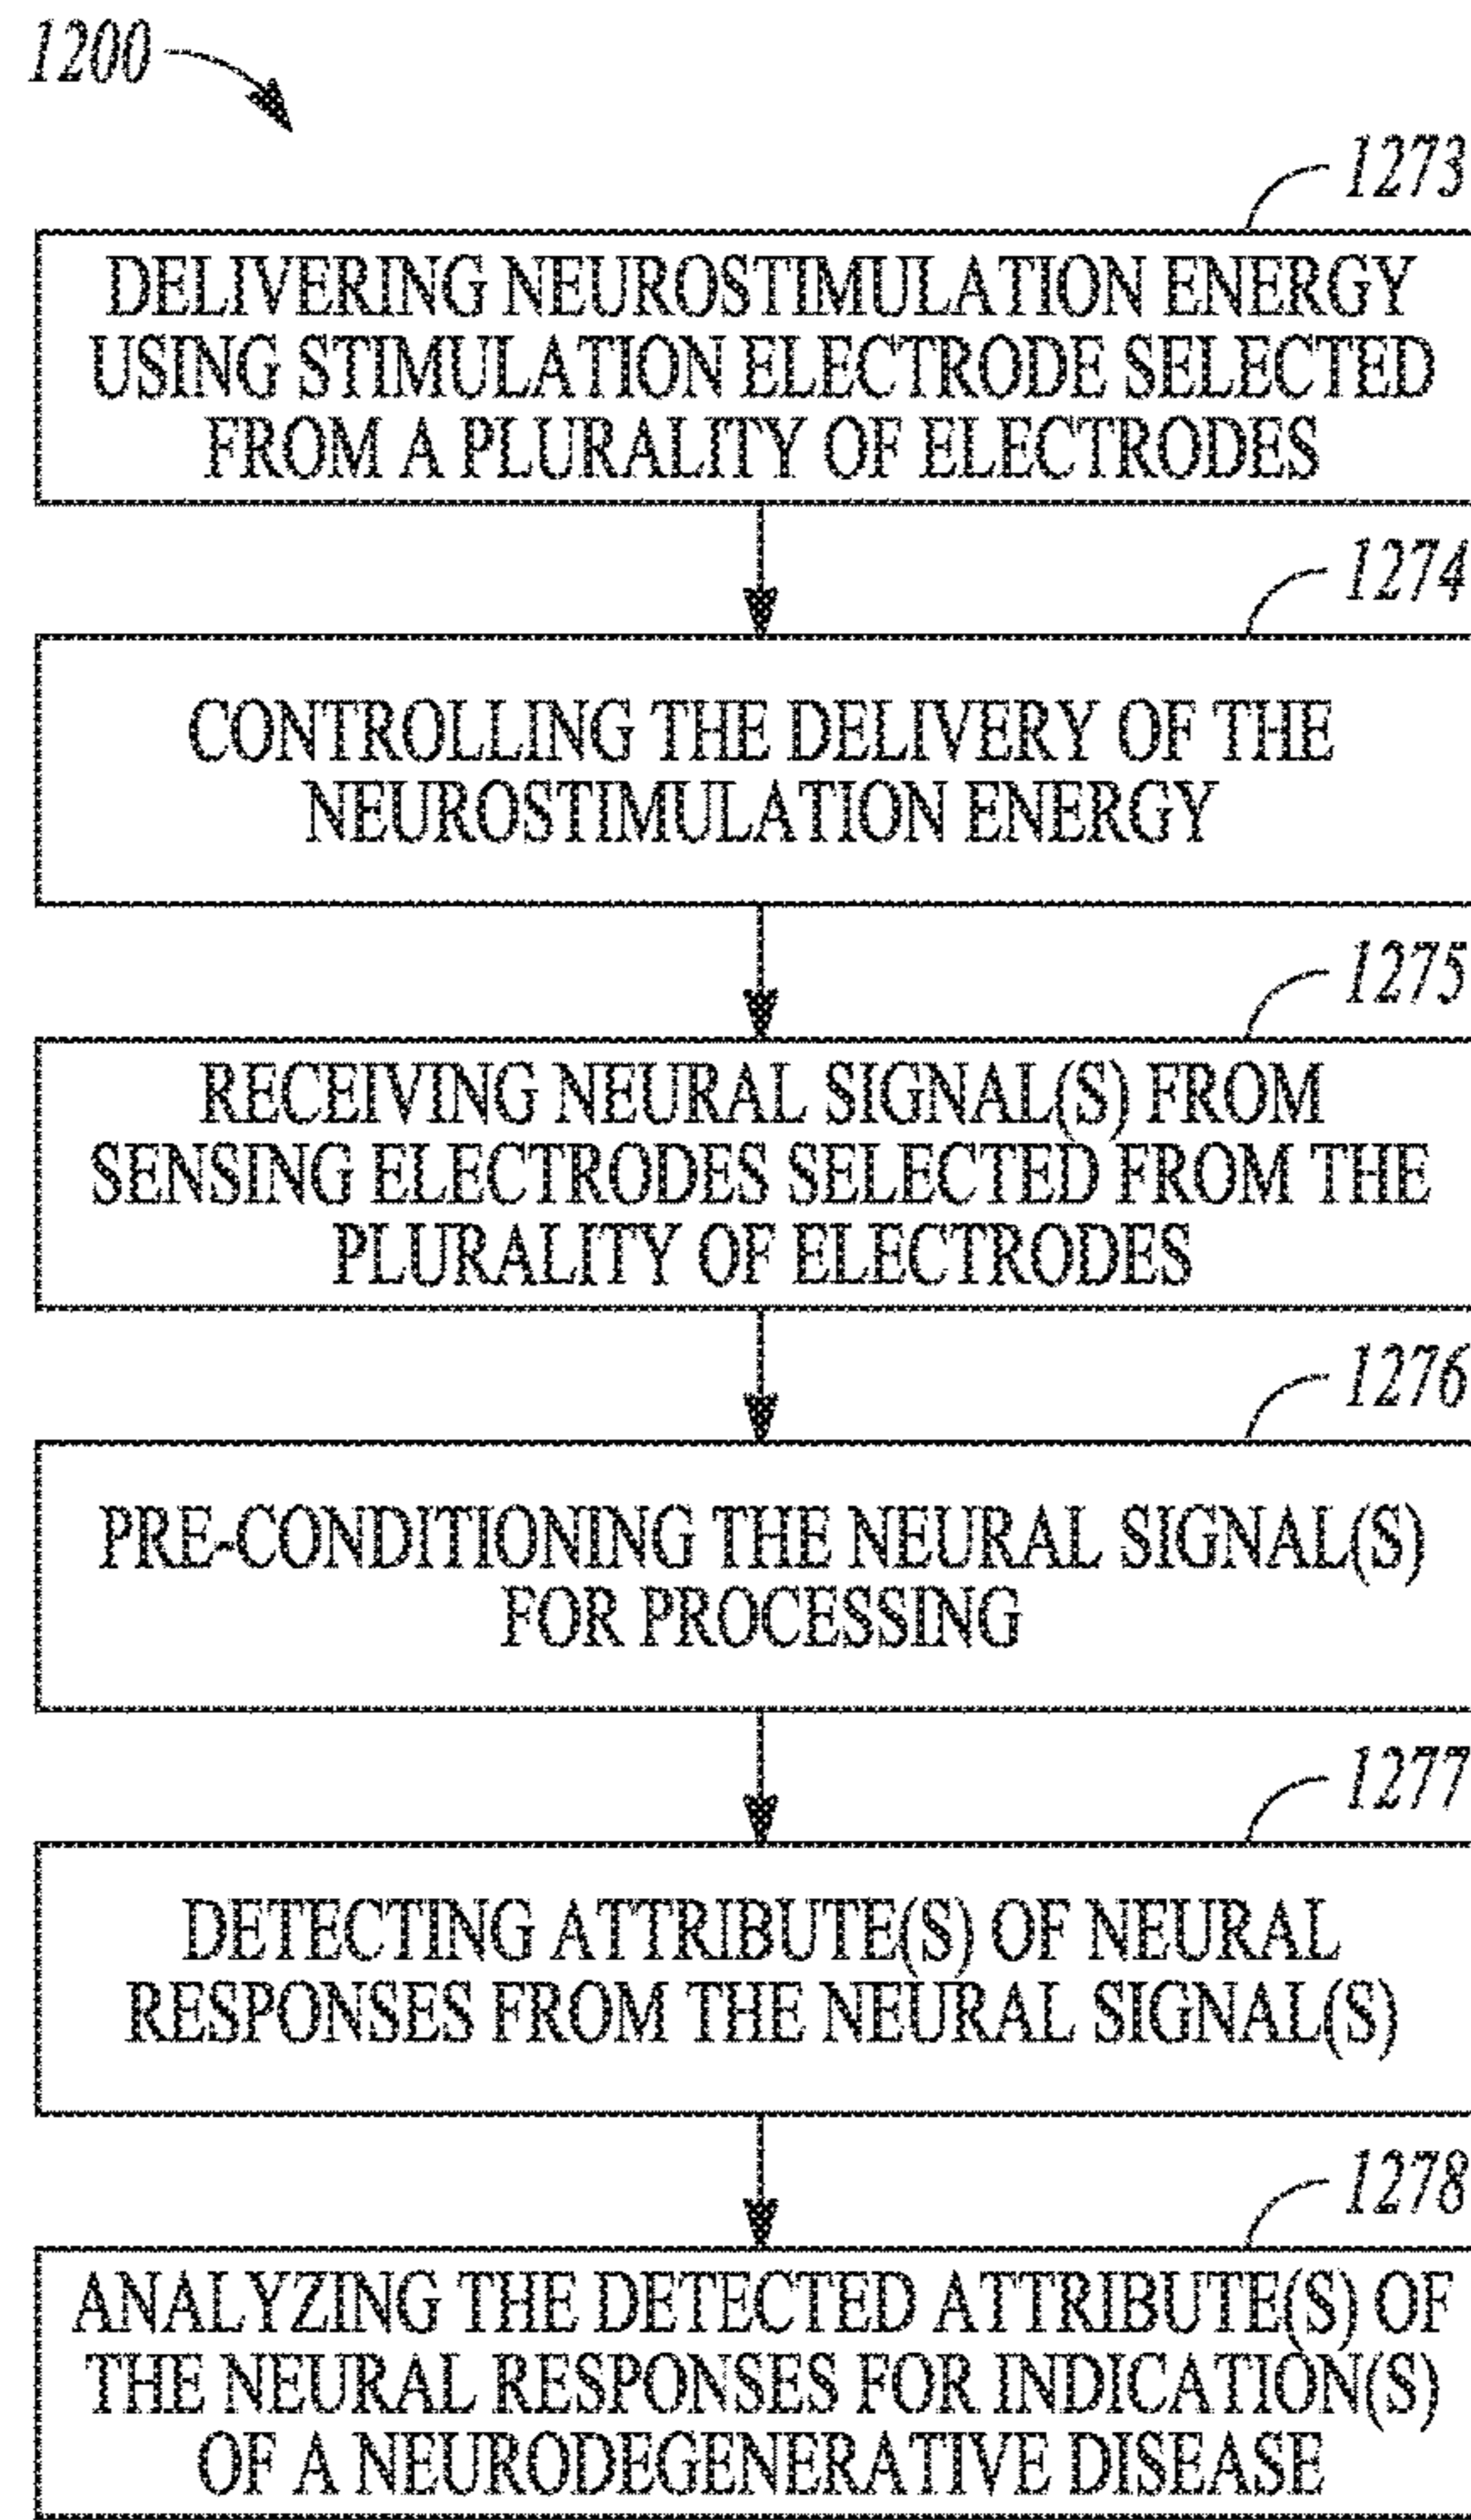 1200
1273
DELIVERING NEUROSTIMULATION ENERGY
USING STIMULATION ELECTRODE SELECTED
FROM A PLURALITY OF ELECTRODES
1274
CONTROLLING THE DELIVERY OF THE
NEUROSTIMULATION ENERGY
1275
RECEIVING NEURAL SIGNAL(S) FROM
SENSING ELECTRODES SELECTED FROM THE
PLURALITY OF ELECTRODES
1276
PRE-CONDITIONING THE NEURAL SIGNAL(S)
FOR PROCESSING
1277
DETECTING ATTRIBUTE(S) OF NEURAL
RESPONSES FROM THE NEURAL SIGNAL(S)
1278
ANALYZING THE DETECTED ATTRIBUTE(S) OF
THE NEURAL RESPONSES FOR INDICATION(S)
OF A NEURODEGENERATIVE DISEASE